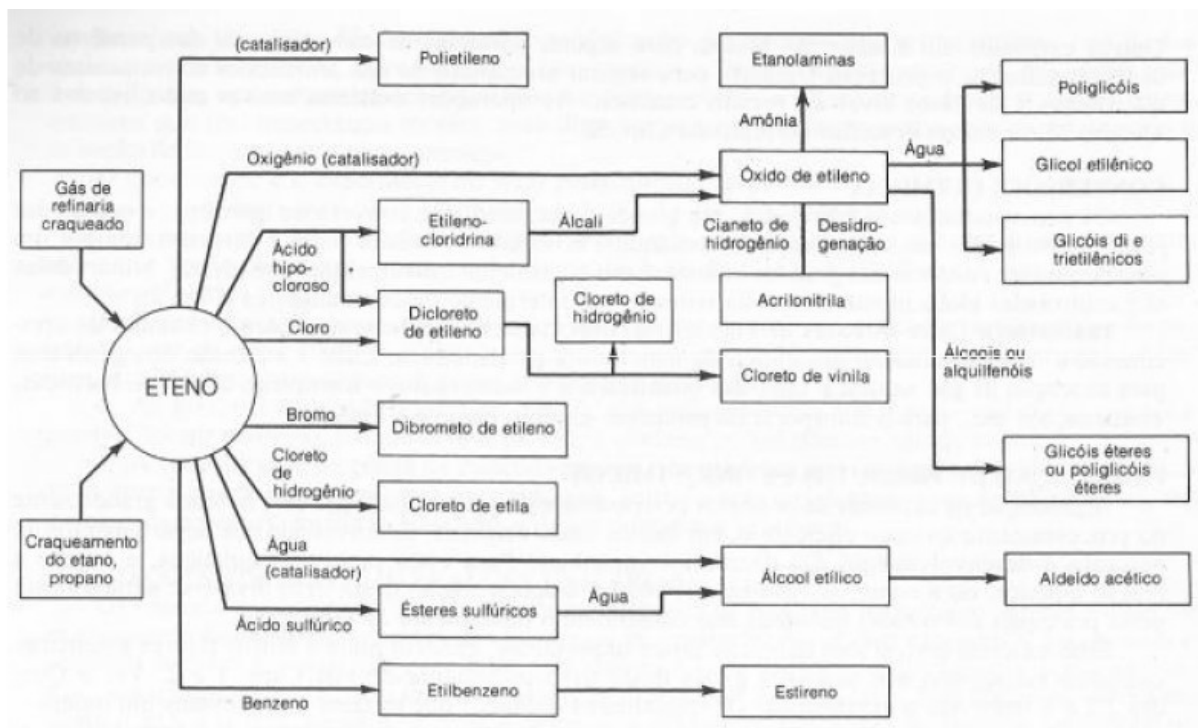 (catalisador)
Polietileno
Etanolaminas
Poliglicóis
Amônia
Água
Oxigênio (catalisador)
Óxido de etileno
Glicol etilênico
Gás de
refinaria
craqueado
Etileno-
cloridrina
Álcali
Cianeto de
hidrogênio
Desidro-
genação
Glicóis di e
trietilênicos
Ácido
hipo-
cloroso
Cloreto de
hidrogênio
Acrilonitrila
Dicloreto
de etileno
Cloro
Cloreto de vinila
Álcoois ou
alquilfenóis
ETENO
Bromo
Dibrometo de etileno
Glicóis éteres
ou poliglicóis
éteres
Cloreto
de
hidrogênio
Cloreto de etila
Craqueamento
do etano,
propano
Água
(catalisador)
Álcool etílico
Aldeído acético
Ésteres sulfúricos
Água
Ácido sulfúrico
Etilbenzeno
Estireno
Benzeno